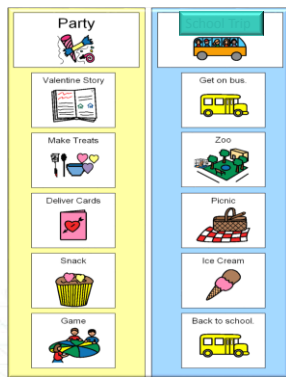 Party
Valentine Story
Make Treats
Deliver Cards
Snack
Game
School Trip
Get on bus.
Zoo
Picnic
Ice Cream
Back to school.